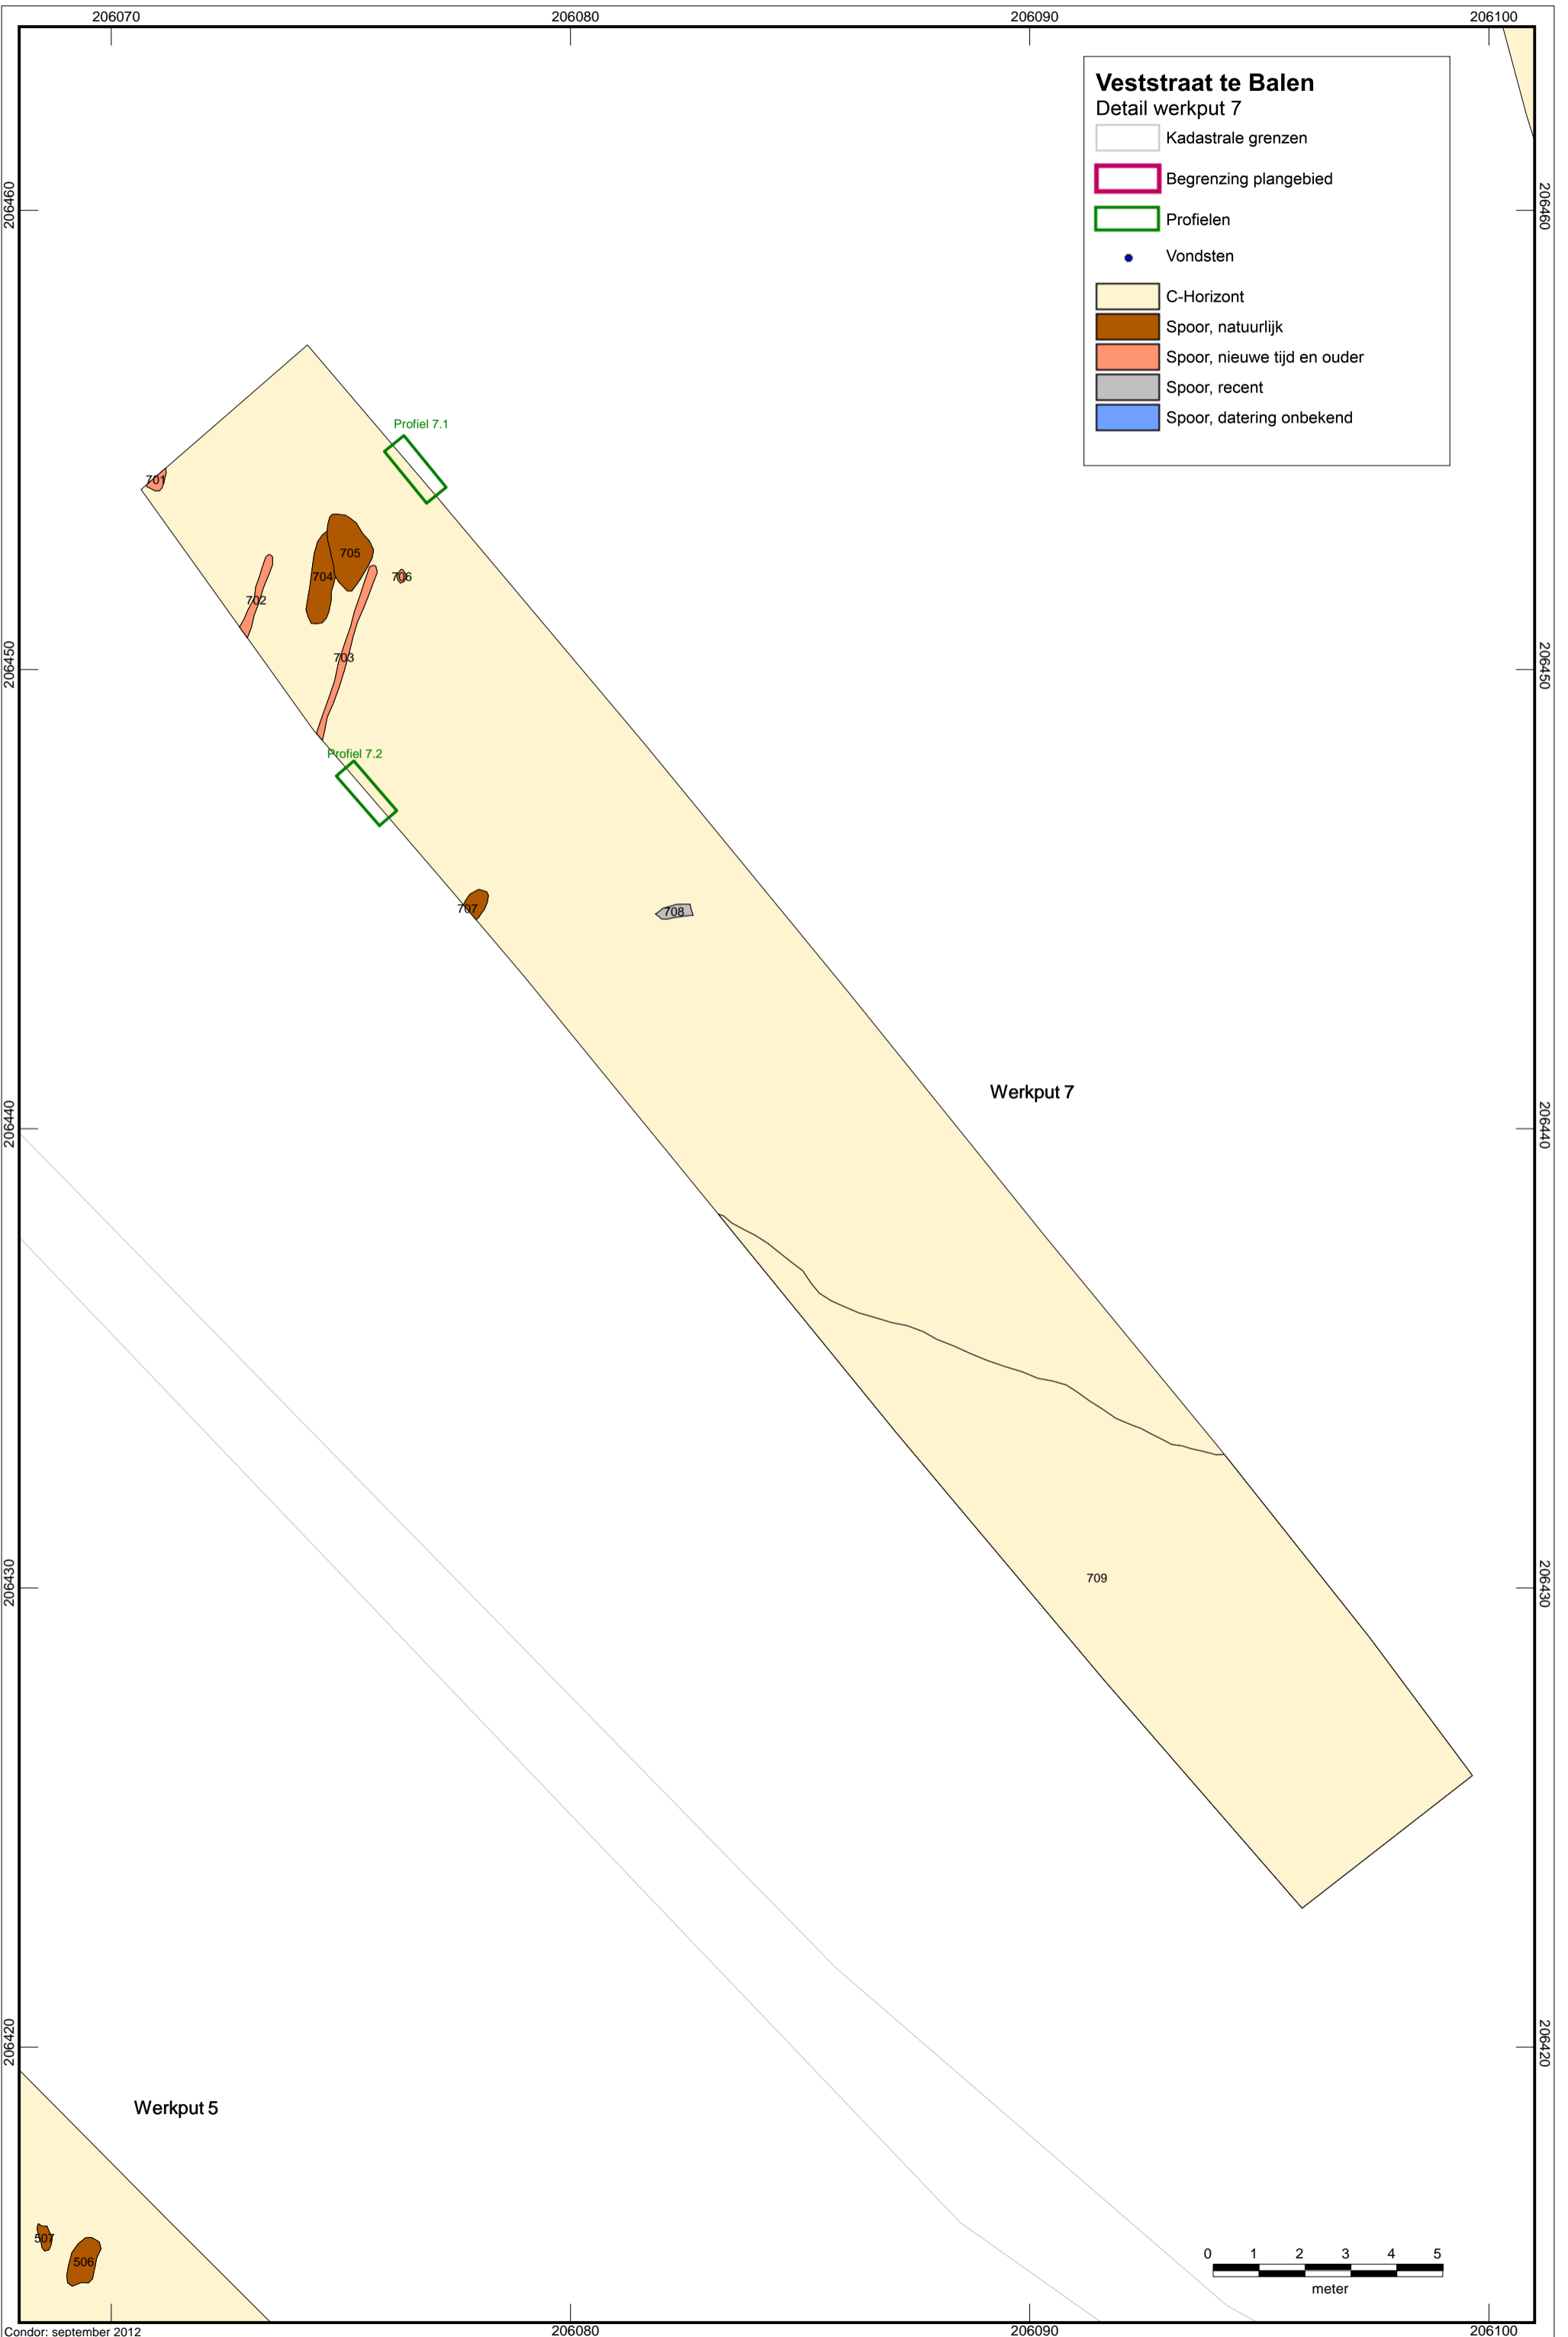 206070
206080
206090
206100
Veststraat te Balen
Detail werkput 7
Kadastrale grenzen
Begrenzing plangebied
Profielen
Vondsten
C-Horizont
Spoor, natuurlijk
Spoor, nieuwe tijd en ouder
Spoor, recent
Spoor, datering onbekend
206460
206460
Profiel 7.1
701
705
704
706
702
703
206450
206450
Profiel 7.2
707
708
Werkput 7
206440
206440
709
206430
206430
206420
206420
Werkput 5
507
506
0 1 2 3 4 5
meter
Condor: september 2012
206080
206090
206100